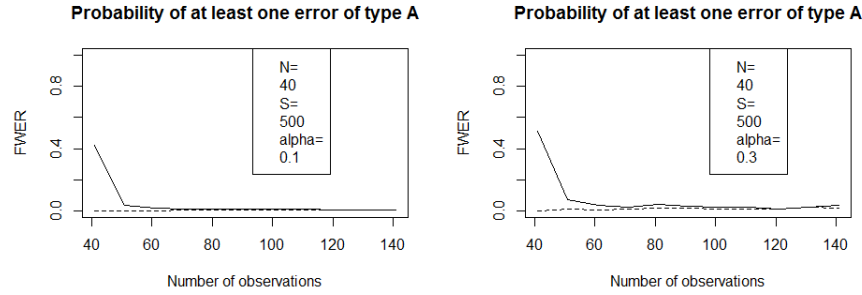 Probability of at least one error of type A
FWER
0.8
0.4
0.0
N=
40
S=
500
alpha=
0.1
40 60 80 100 120 140
Number of observations
Probability of at least one error of type A
FWER
0.8
0.4
0.0
N=
40
S=
500
alpha=
0.3
40 60 80 100 120 140
Number of observations